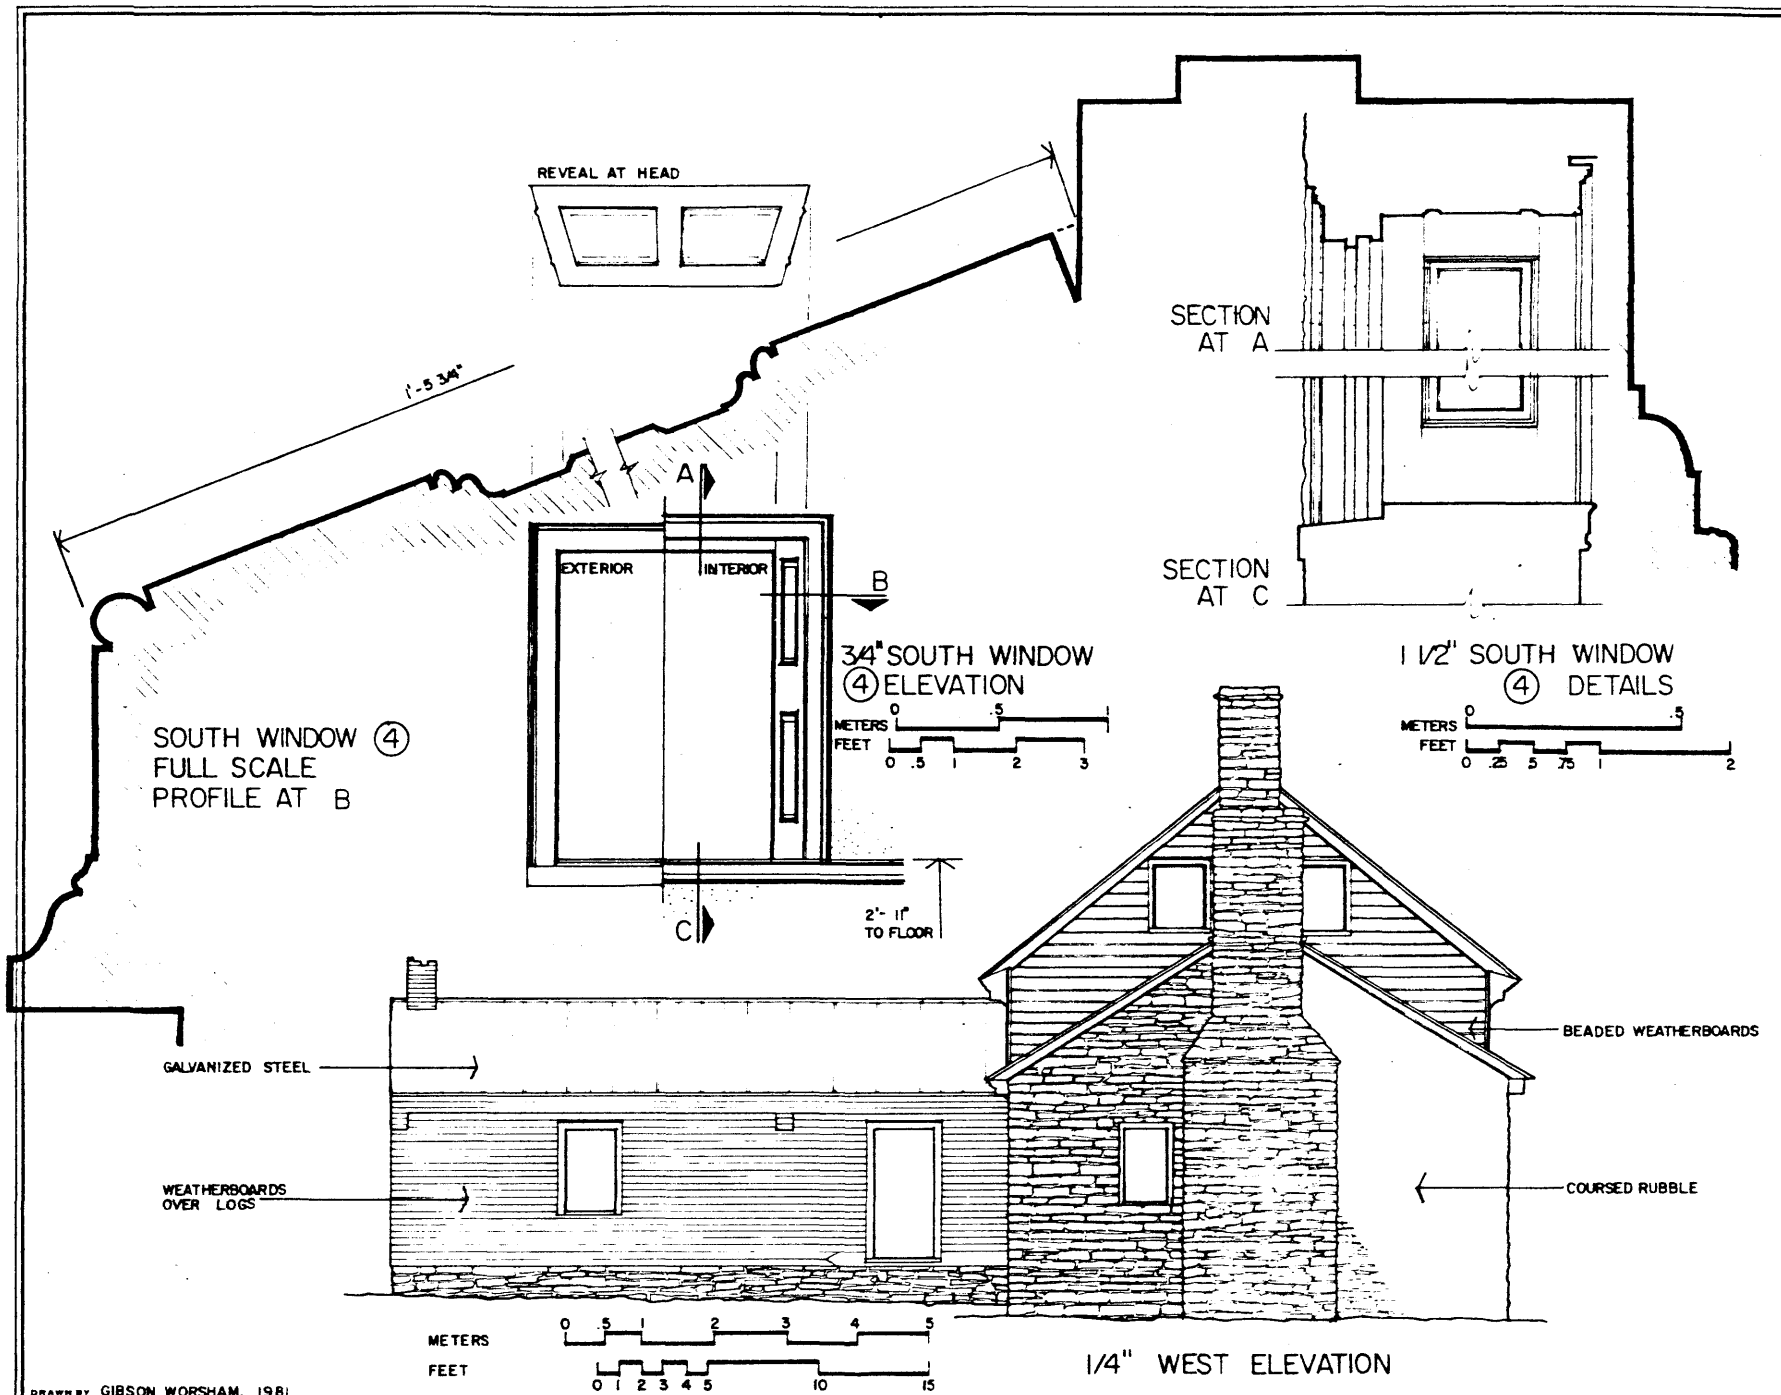 REVEAL AT HEAD
1'-5 3/4"
SECTION
AT A
SECTION
AT C
A
EXTERIOR
INTERIOR
B
C
3/4" SOUTH WINDOW
4 ELEVATION
0 .5 1
METERS
FEET
0 .5 1 2 3
1 1/2" SOUTH WINDOW
4 DETAILS
0 .5
METERS
FEET
0 .25 .5 .75 1 2
SOUTH WINDOW 4
FULL SCALE
PROFILE AT B
2'-11"
TO FLOOR
GALVANIZED STEEL
BEADED WEATHERBOARDS
WEATHERBOARDS
OVER LOGS
COURSED RUBBLE
0 .5 1 2 3 4 5
METERS
FEET
0 1 2 3 4 5 10 15
1/4" WEST ELEVATION
DRAWN BY GIBSON WORSHAM, 1981